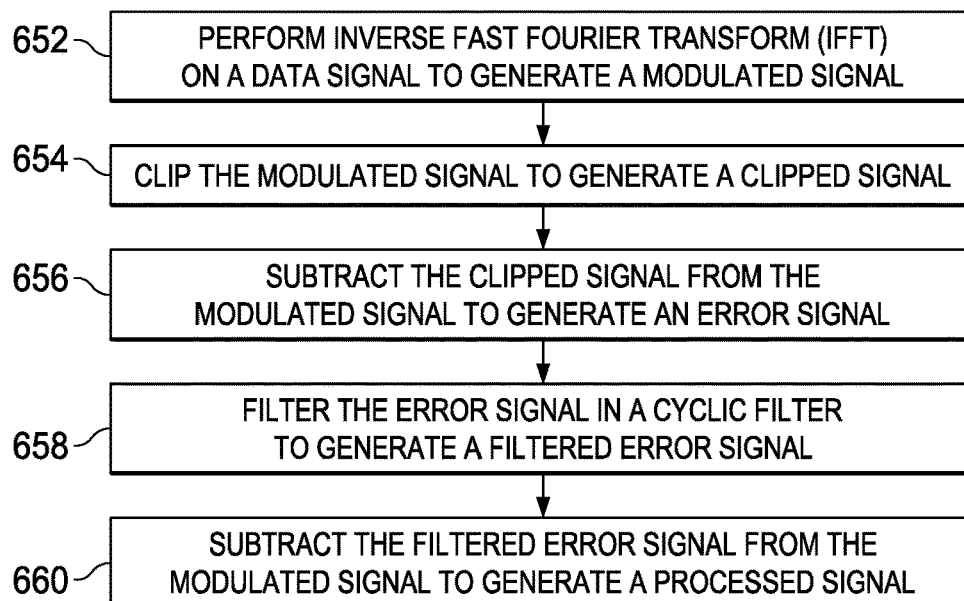 652
PERFORM INVERSE FAST FOURIER TRANSFORM (IFFT)
ON A DATA SIGNAL TO GENERATE A MODULATED SIGNAL
654
CLIP THE MODULATED SIGNAL TO GENERATE A CLIPPED SIGNAL
656
SUBTRACT THE CLIPPED SIGNAL FROM THE
MODULATED SIGNAL TO GENERATE AN ERROR SIGNAL
658
FILTER THE ERROR SIGNAL IN A CYCLIC FILTER
TO GENERATE A FILTERED ERROR SIGNAL
660
SUBTRACT THE FILTERED ERROR SIGNAL FROM THE
MODULATED SIGNAL TO GENERATE A PROCESSED SIGNAL